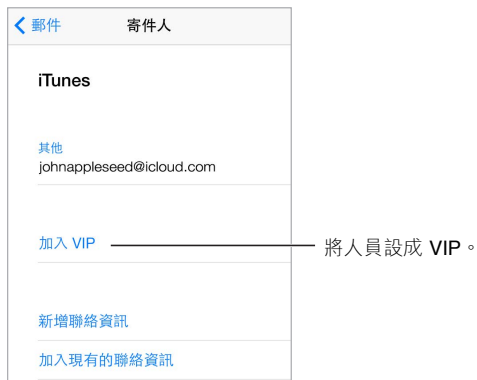 郵件 寄件人
iTunes
其他
johnappleseed@icloud.com
加入 VIP
將人員設成 VIP。
新增聯絡資訊
加入現有的聯絡資訊